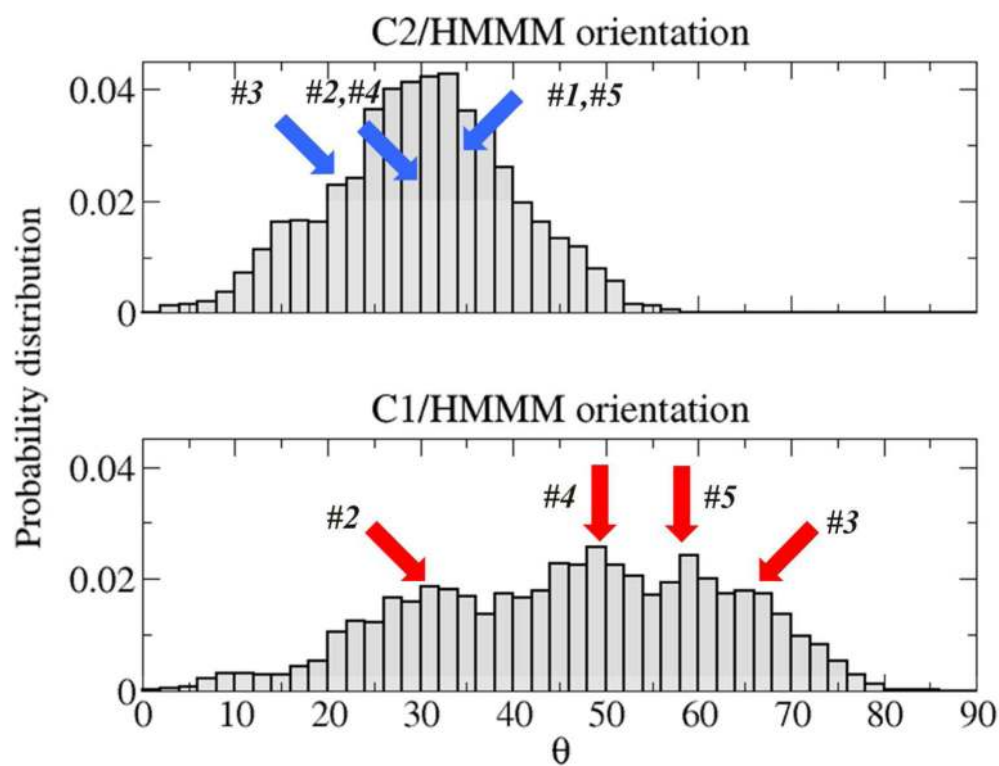 C2/HMMM orientation
#3 #2,#4 #1,#5
0.04
0.02
0
Probability distribution
C1/HMMM orientation
0.04
#2 #4 #5 #3
0.02
0
0 10 20 30 40 50 60 70 80 90
θ